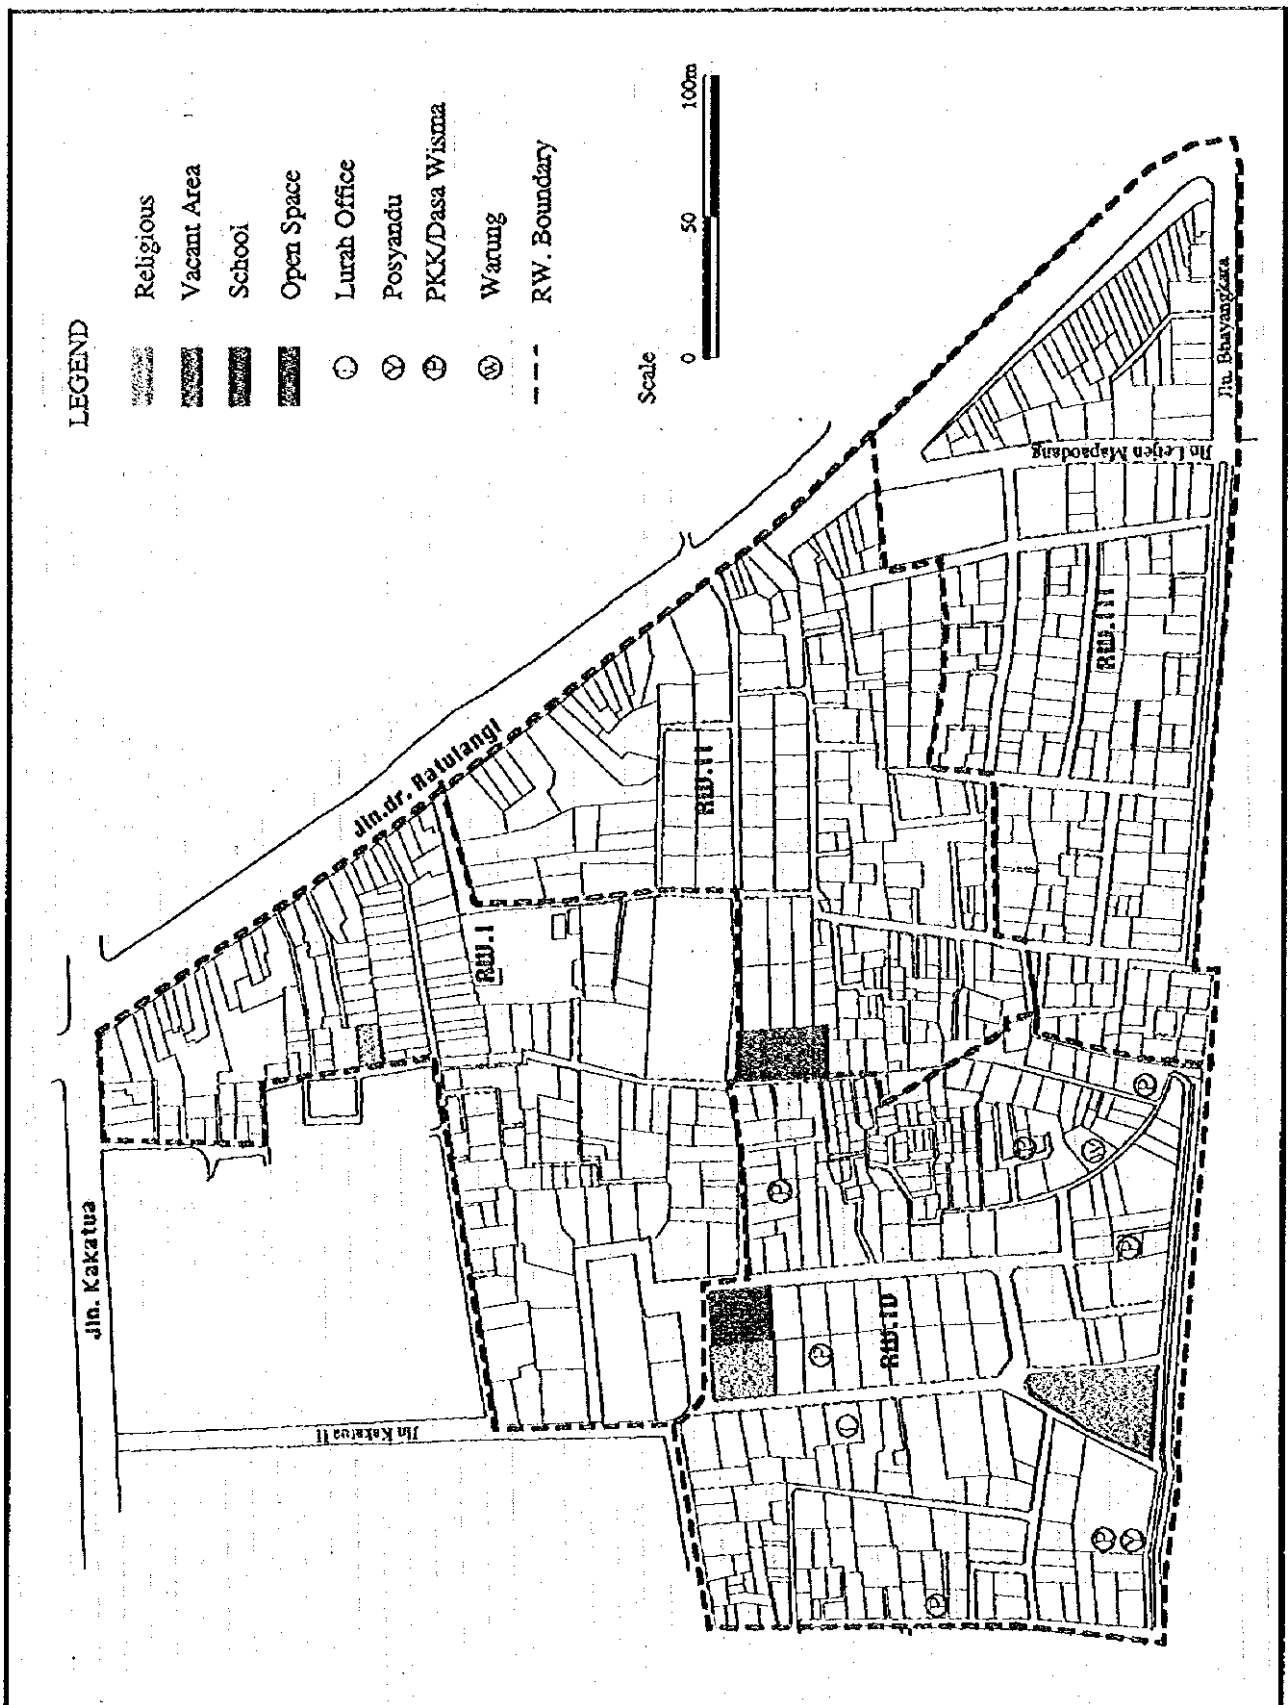 LEGEND
Religious
Vacant Area
School
Open Space
L Lurah Office
Y Posyandu
P PKK/Dasa Wisma
W Warung
RW. Boundary
Scale
0 50 100m
Jln. Kakatua
Jln Kakatua II
Jln.dr. Ratulangi
Jln Letjen Mapaodang
Jln. Bhayangkara
RW.I
RW.II
RW.III
RW.IV
P
P
W
P
P
P
L
P
Y
P